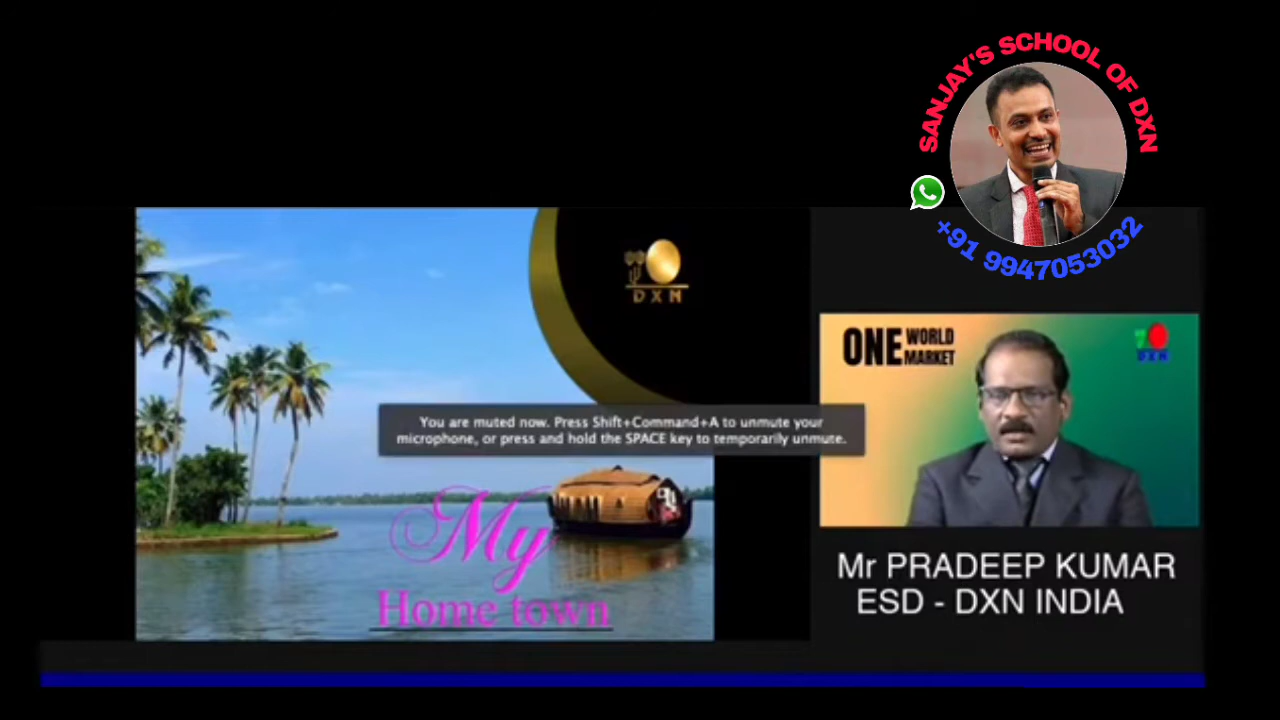 SANJAY'S SCHOOL OF DXN
+91 9947053032
DXN
ONE WORLD
MARKET
DXN
You are muted now. Press Shift+Command+A to unmute your
microphone, or press and hold the SPACE key to temporarily unmute.
My
Home town
Mr PRADEEP KUMAR
ESD - DXN INDIA